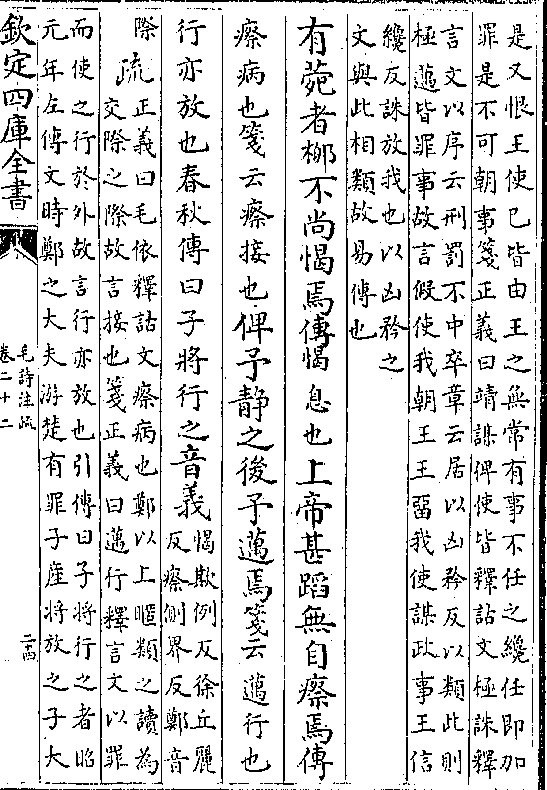 是又恨王使已皆由王之無常有事不任之纔任即加
罪是不可朝事箋正義曰靖謀俾使皆釋詁文極誅釋
言文以序云刑罰不中卒章云居以凶矜反以類此則
極邁皆罪事故言假使我朝王王留我使謀政事王信
纔反誅放我也以凶矜之
文與此相類故易傳也
有菀者栁不尚愒焉傳愒息也上帝甚蹈無自瘵焉傳
瘵病也箋云瘵接也俾予靜之後予邁焉箋云邁行也
行亦放也春秋傳曰子將行之音義愒欺例反徐丘麗
反瘵側界反鄭音
際疏正義曰毛依釋詁文瘵病也鄭以上暱類之讀為
交際之際故言接也箋正義曰邁行釋言文以罪
而使之行於外故言行亦放也引傳曰子將行之者昭
元年左傳文時鄭之大夫游楚有罪子產將放之子大
欽定四庫全書
毛詩注疏
卷二十二
二四